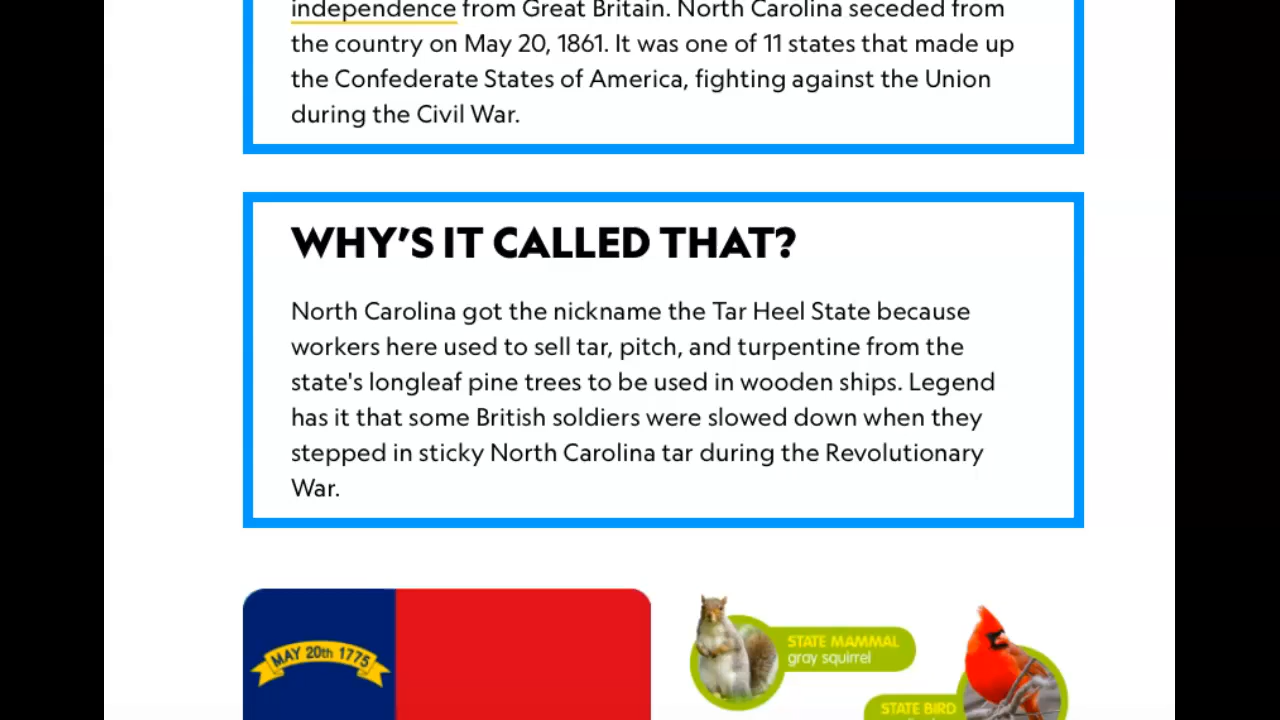 independence from Great Britain. North Carolina seceded from
the country on May 20, 1861. It was one of 11 states that made up
the Confederate States of America, fighting against the Union
during the Civil War.
WHY'S IT CALLED THAT?
North Carolina got the nickname the Tar Heel State because
workers here used to sell tar, pitch, and turpentine from the
state's longleaf pine trees to be used in wooden ships. Legend
has it that some British soldiers were slowed down when they
stepped in sticky North Carolina tar during the Revolutionary
War.
MAY 20th 1775
STATE MAMMAL
gray squirrel
STATE BIRD